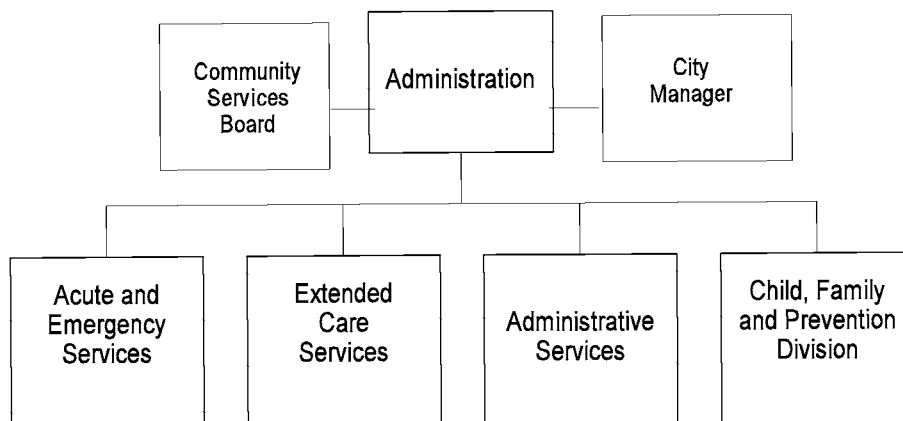 Community
Services
Board
Administration
City
Manager
Acute and
Emergency
Services
Extended
Care
Services
Administrative
Services
Child, Family
and Prevention
Division